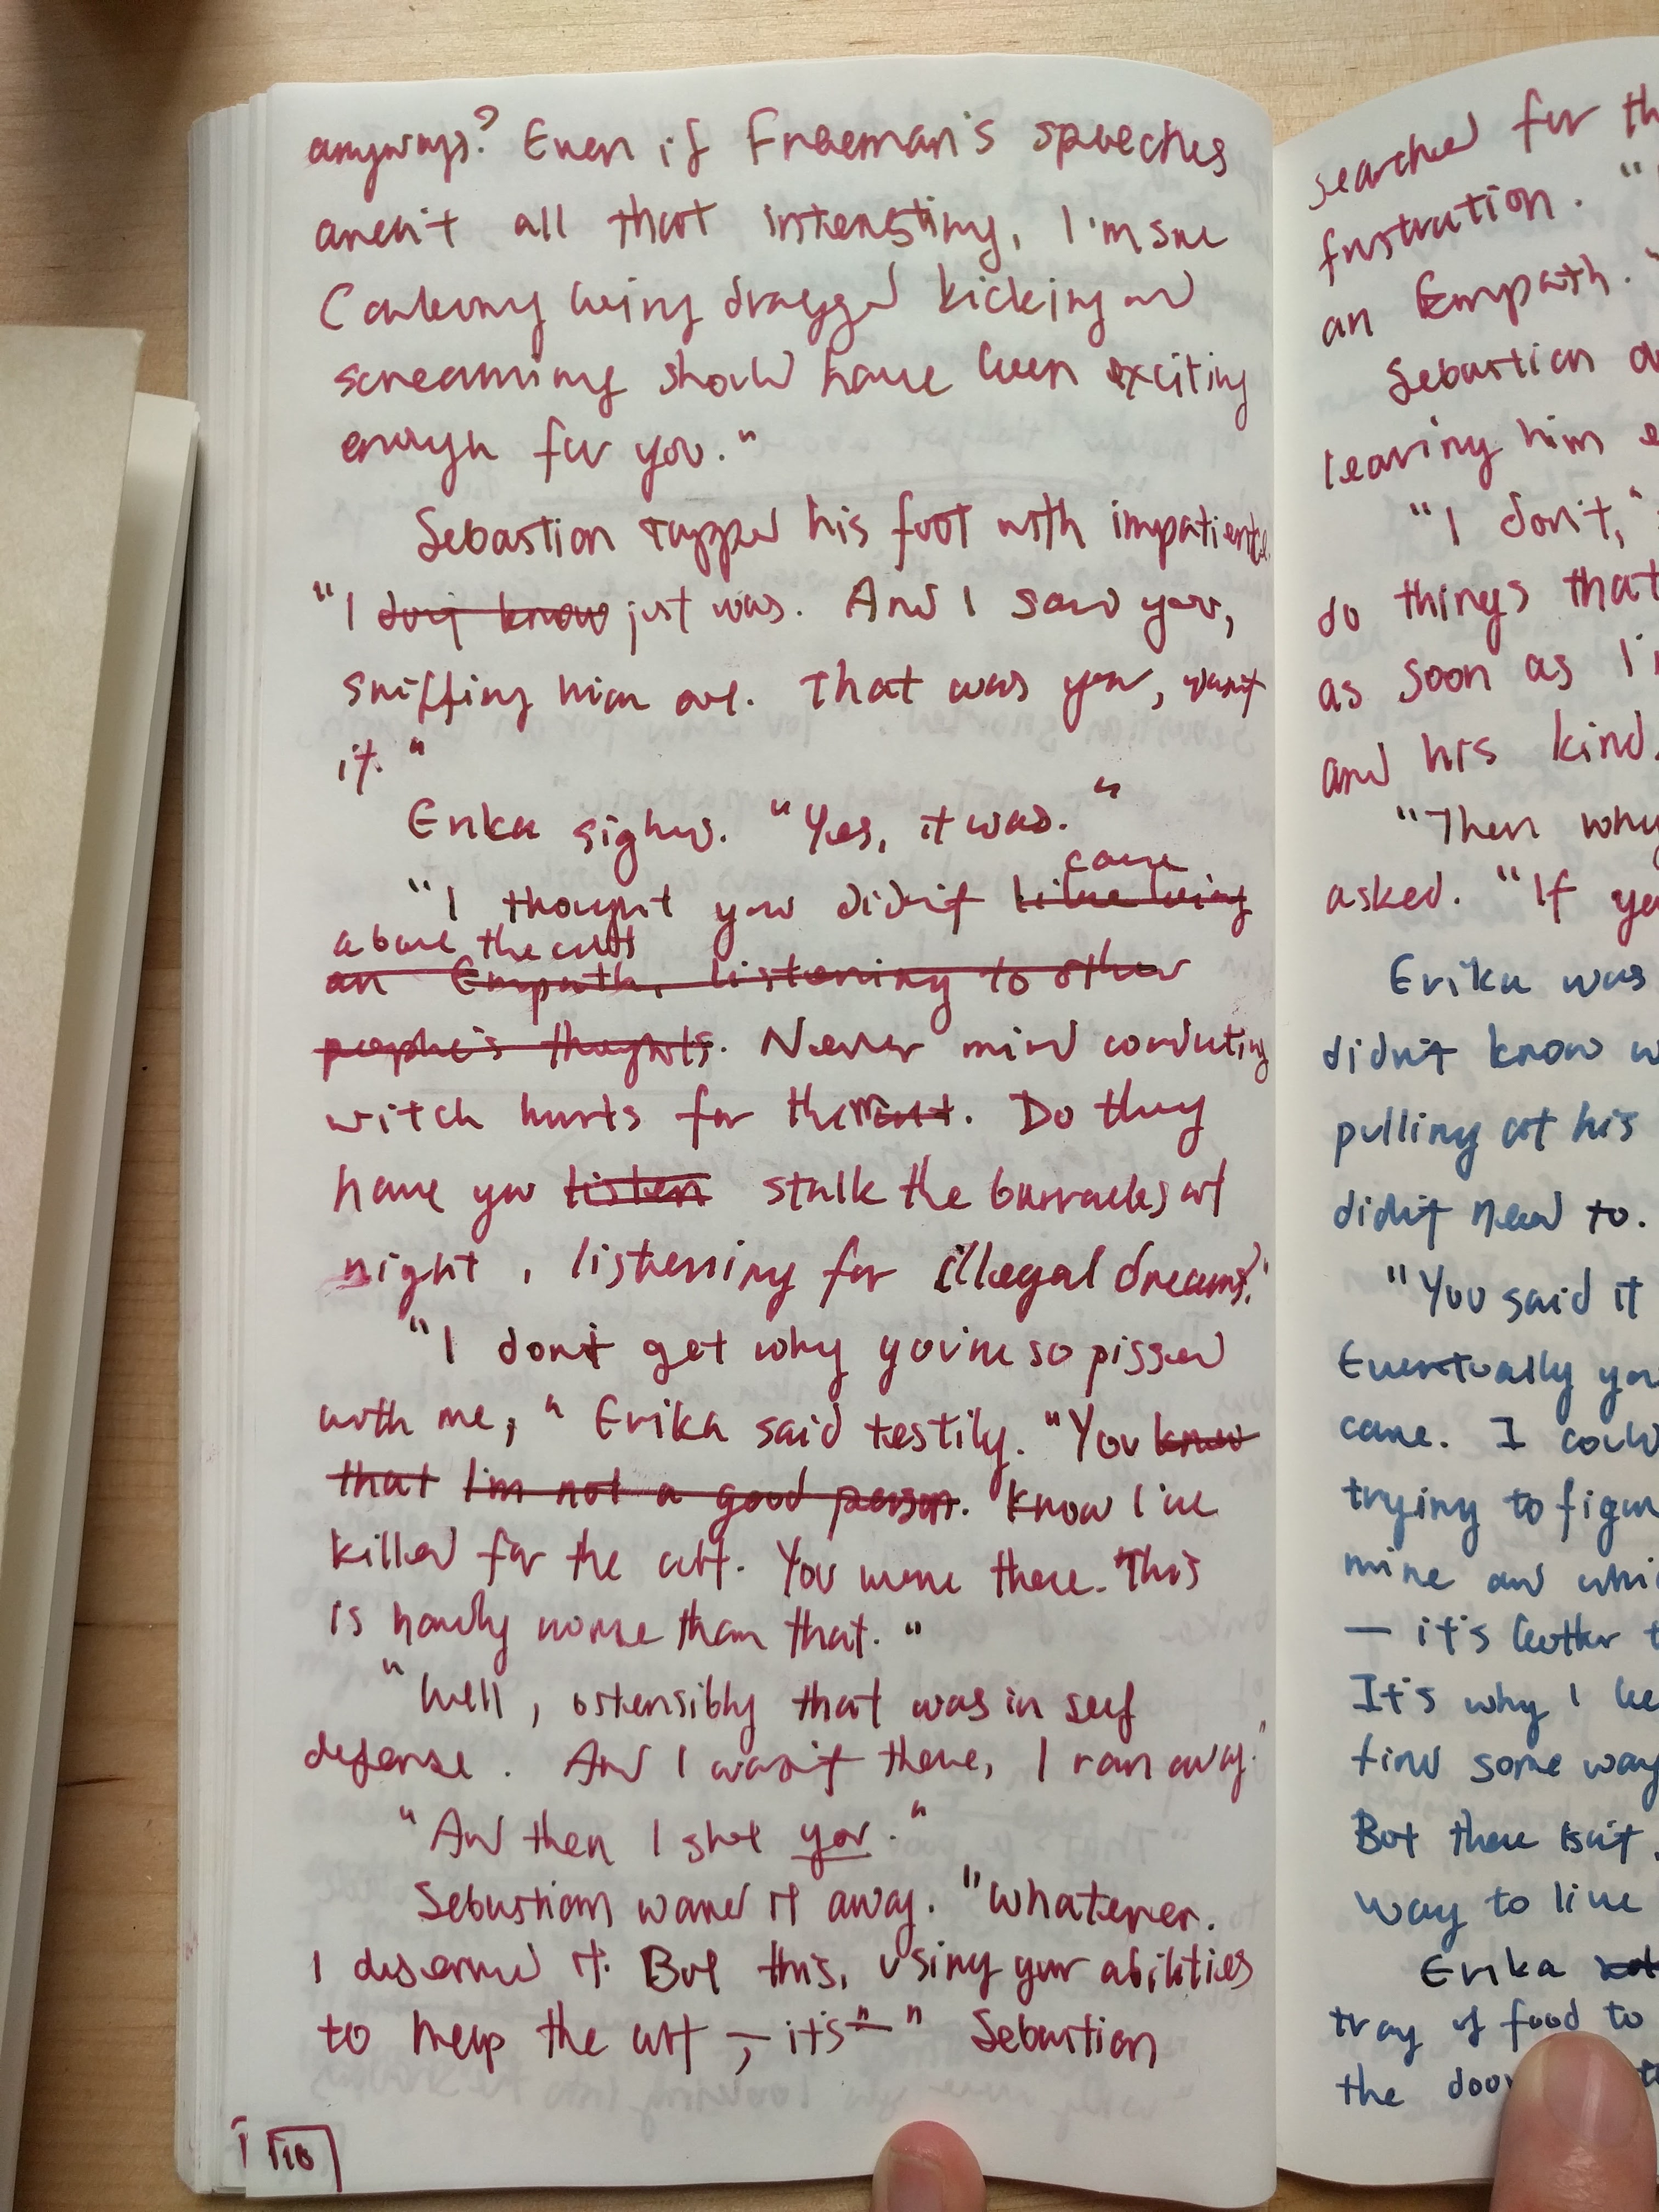 anyways? Even if Freeman's speeches
aren't all that interesting, I'm sure
being dragged kicking and
screaming should have been exciting
enough for you."
Sebastian tapped his foot with impatience.
"I don't know just was. And I saw you,
sniffing him out. That was you, wasn't
it."
Erika sighed. "Yes, it was."
care
"I thought you didn't like being
about the cult
an Empath, listening to other
people's thoughts. Never mind conducting
witch hunts for them. Do they
have you listen stalk the barracks at
night, listening for illegal dreams?"
"I don't get why you're so pissed
with me," Erika said testily. "You know
that I'm not a good person. Know I've
killed for the cult. You were there. This
is hardly worse than that."
"Well, ostensibly that was in self
defense. And I wasn't there, I ran away."
"And then I shot you."
Sebastian waved it away. "Whatever.
I deserved it. But this, using your abilities
to help the cult, — it's —" Sebastian
118
searched for th
frustration. "
an Empath."
Sebastian
leaving him e
"I don't,"
do things that
as soon as I'
and his kind.
"Then why
asked. "If yo
Erika was
didn't know w
pulling at his
didn't need to.
"You said it
Eventually you
cane. I could
trying to figur
mine and whi
— it's better t
It's why I ke
find some way
But there isn't
way to live
Erika
tray of food to
the door